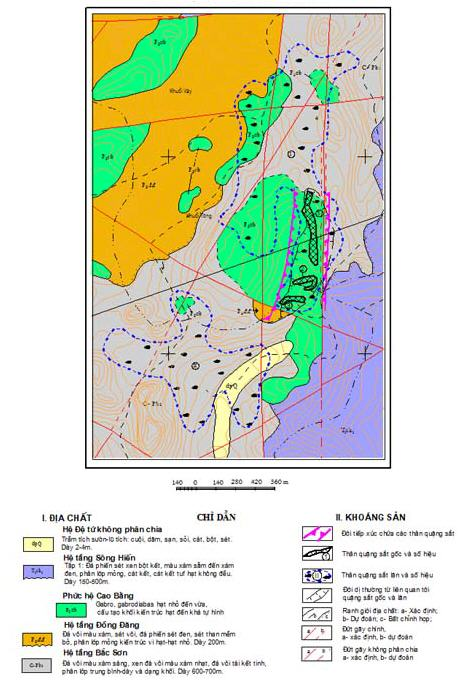 C-Pbs
Khuổi Vầy
dpQ
C-Pbs
140 0 140 280 420 560 m
CHỈ DẪN
I. ĐỊA CHẤT
Hệ Đệ tứ không phân chia
dpQ
Trầm tích sườn-lũ tích: cuội, dăm, sạn, sỏi, cát, bột, sét.
Dày 2-4m.
Hệ tầng Sông Hiến
Tập 1: Đá phiến sét xen bột kết, màu xám sẫm đến xám
đen, phân lớp mỏng, cát kết, cát kết tuf hạt không đều.
Phức hệ Cao Bằng
Gabro, gabrodiabas hạt nhỏ đến vừa,
cấu tạo khối kiến trúc hạt đến khá tự hình
Hệ tầng Đồng Đăng
Đá vôi màu xám, sét vôi, đá phiến sét đen, sét than mềm
bở, phân lớp mỏng kiến trúc vi hạt-hạt nhỏ. Dày 200m.
Hệ tầng Bắc Sơn
C-Pbs
Đá vôi màu xám sáng, xen đá vôi màu xám nhạt, đá vôi tái kết tinh,
phân lớp trung bình-dày và dạng khối. Dày 600-700m.
II. KHOÁNG SẢN
Đới tiếp xúc chứa các thân quặng sắt
Thân quặng sắt gốc và số hiệu
Thân quặng sắt lăn và số hiệu
Đới dị thường từ liên quan tới
quặng sắt gốc và lăn
Ranh giới địa chất: a- Xác định;
b- Dự đoán; c- Bất chỉnh hợp;
Đứt gãy chính,
a- xác định, b- dự đoán
Đứt gãy không phân chia
a- xác định, b- dự đoán